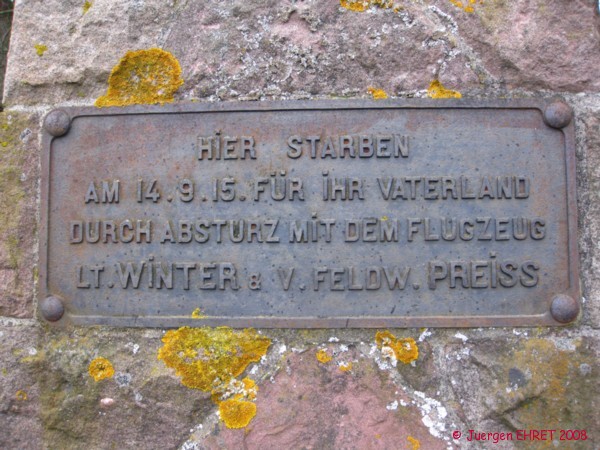 HiER STARBEN
AM 14.9.15. FÜR iHR VATERLAND
DURCH ABSTURZ MiT DEM FLUGZEUG
LT. WiNTER & V. FELDW. PREiSS
© Juergen EHRET 2008